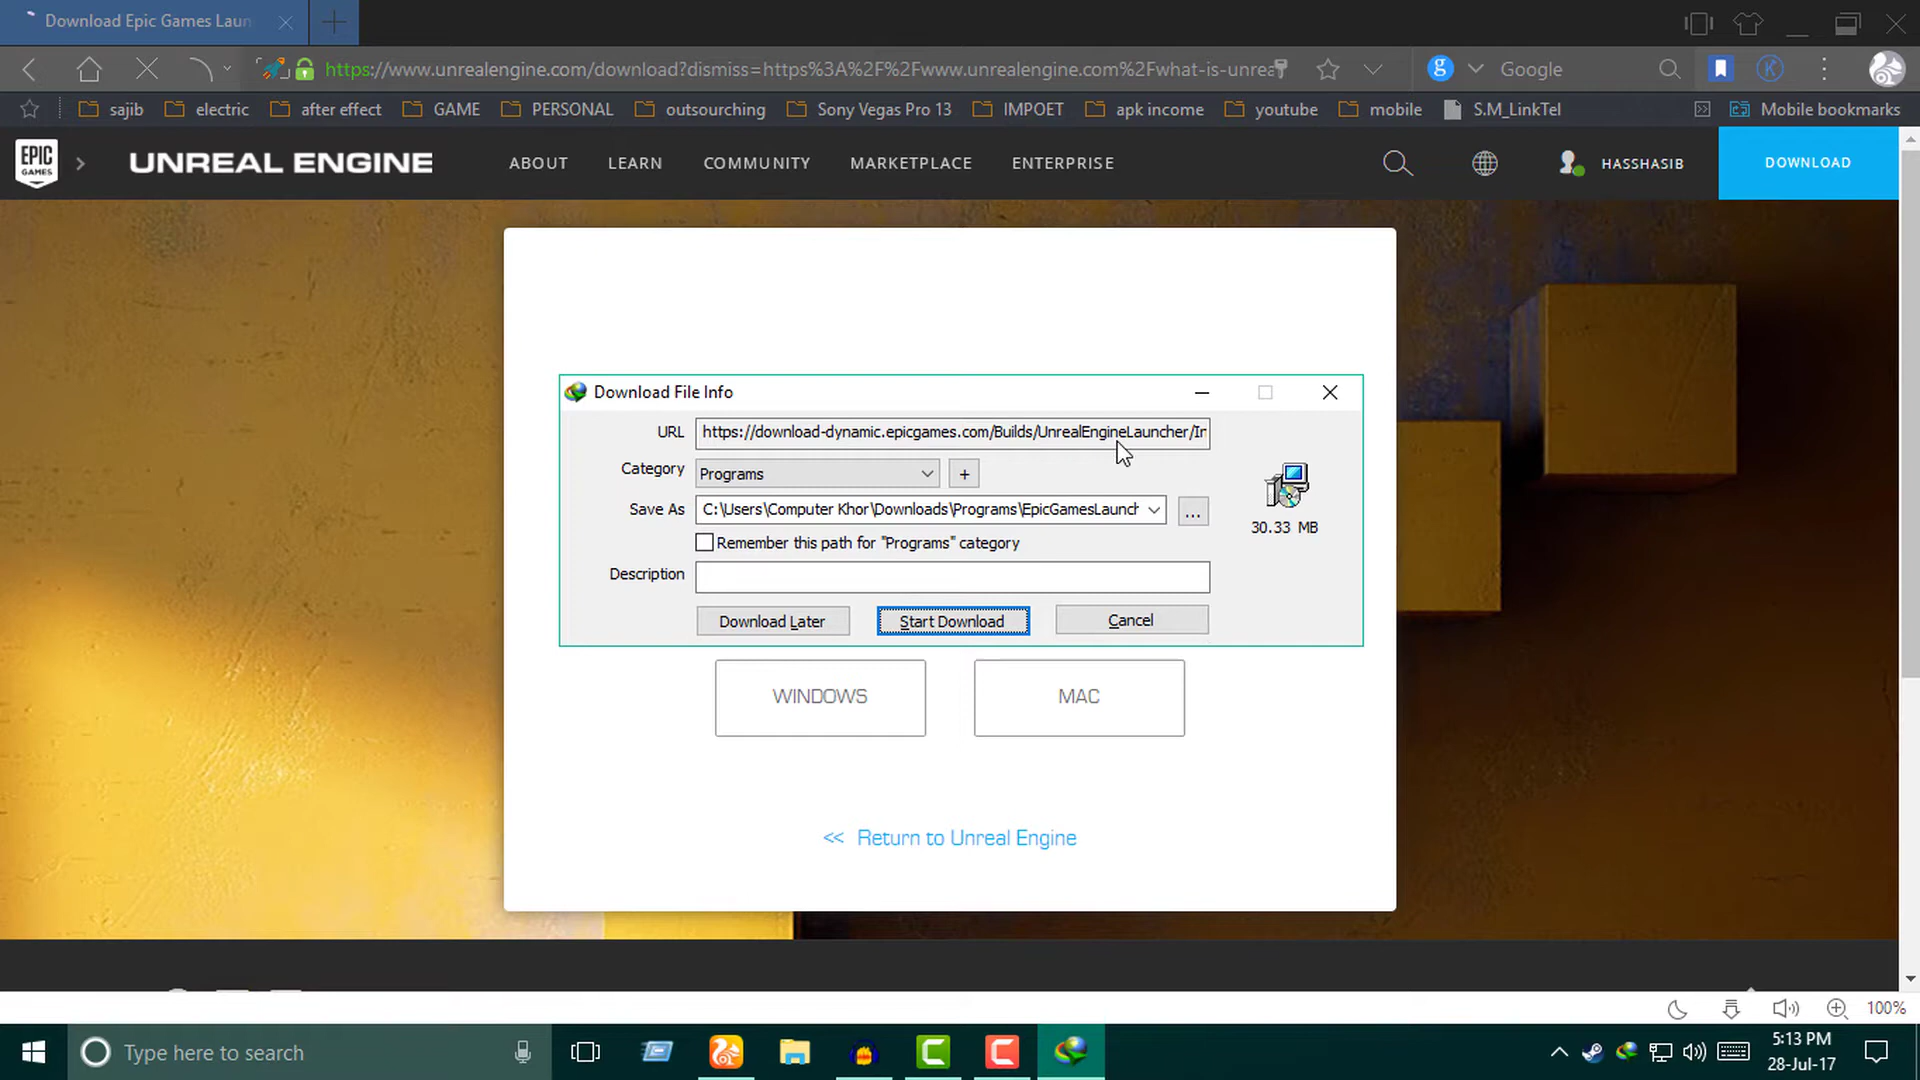 Download Epic Games Laun
https://www.unrealengine.com/download?dismiss=https%3A%2F%2Fwww.unrealengine.com%2Fwhat-is-unrea
Google
sajib electric after effect GAME PERSONAL outsourching Sony Vegas Pro 13 IMPOET apk income youtube mobile S.M_LinkTel Mobile bookmarks
EPIC GAMES UNREAL ENGINE ABOUT LEARN COMMUNITY MARKETPLACE ENTERPRISE HASSHASIB DOWNLOAD
Download File Info
URL https://download-dynamic.epicgames.com/Builds/UnrealEngineLauncher/In
Category Programs +
Save As C:\Users\Computer Khor\Downloads\Programs\EpicGamesLaunch ...
30.33 MB
Remember this path for "Programs" category
Description
Download Later Start Download Cancel
WINDOWS MAC
<< Return to Unreal Engine
100%
Type here to search
5:13 PM
28-Jul-17